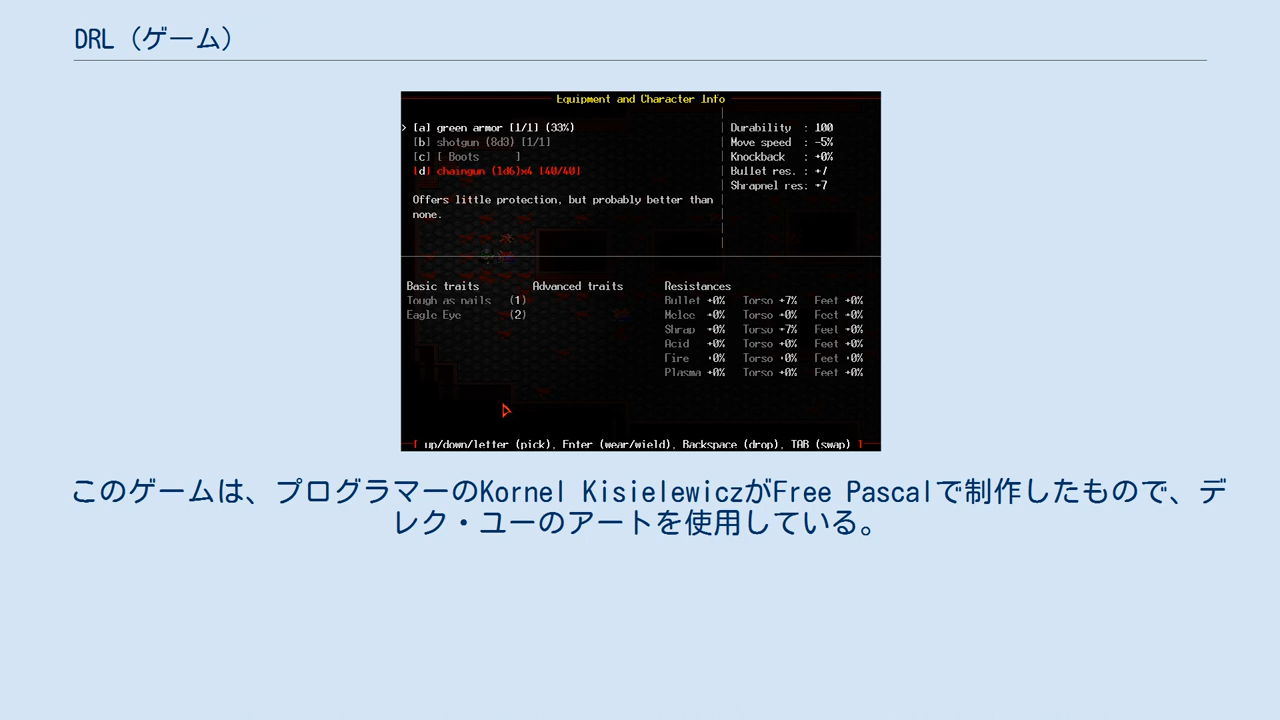 DRL（ゲーム）
Equipment and Character Info
> [a] green armor [1/1] (33%)
[b] shotgun (8d3) [1/1]
[c] [ Boots ]
[d] chaingun (1d6)x4 [40/40]
Offers little protection, but probably better than
none.
Durability : 100
Move speed : -5%
Knockback : +0%
Bullet res. : +7
Shrapnel res: +7
Basic traits Advanced traits
Tough as nails (1)
Eagle Eye (2)
Resistances
Bullet +0% Torso +7% Feet +0%
Melee +0% Torso +0% Feet +0%
Shrap +0% Torso +7% Feet +0%
Acid +0% Torso +0% Feet +0%
Fire +0% Torso +0% Feet +0%
Plasma +0% Torso +0% Feet +0%
[ up/down/letter (pick), Enter (wear/wield), Backspace (drop), TAB (swap) ]
このゲームは、プログラマーのKornel KisielewiczがFree Pascalで制作したもので、デ
レク・ユーのアートを使用している。